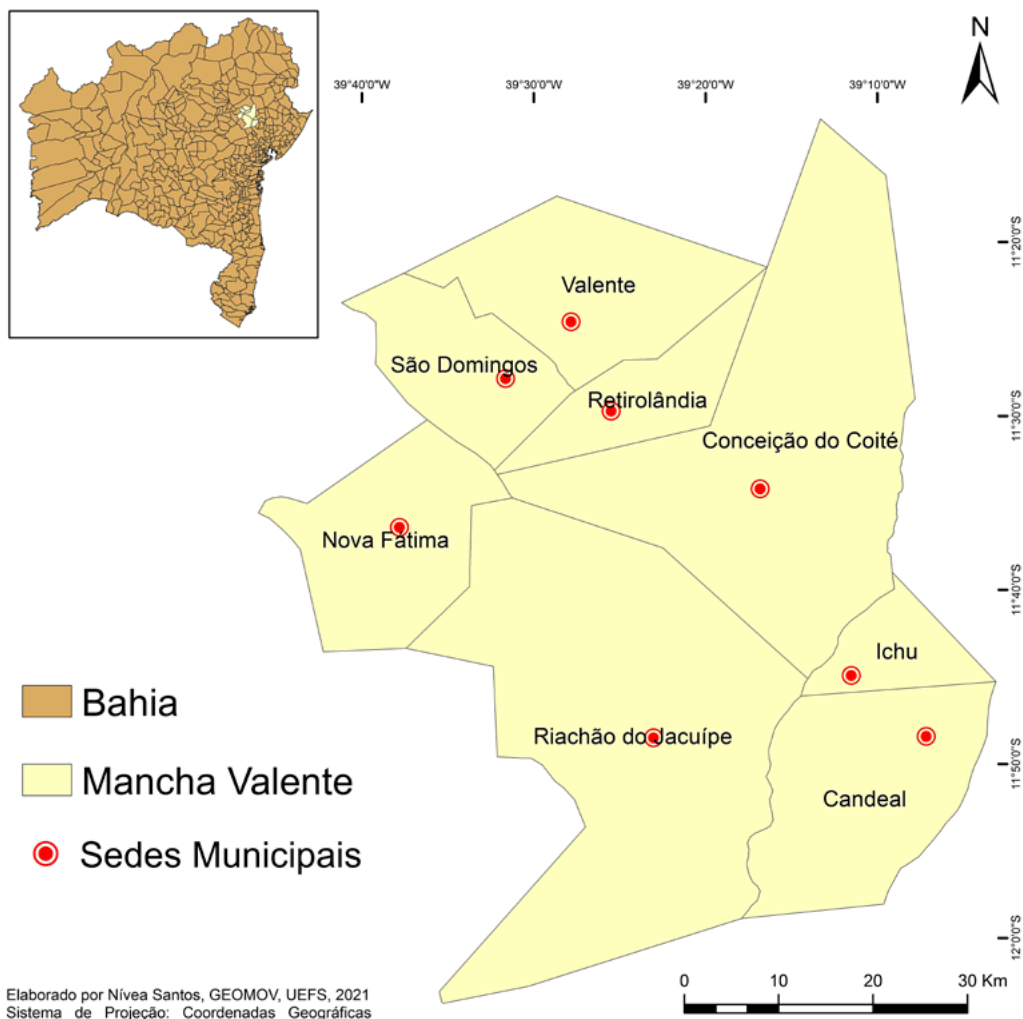 N
39°40'0"W
39°30'0"W
39°20'0"W
39°10'0"W
11°20'0"S
11°30'0"S
11°40'0"S
11°50'0"S
12°0'0"S
Valente
São Domingos
Retirolândia
Conceição do Coité
Nova Fátima
Ichu
Riachão do Jacuípe
Candeal
Bahia
Mancha Valente
Sedes Municipais
0 10 20 30 Km
Elaborado por Nívea Santos, GEOMOV, UEFS, 2021
Sistema de Projeção: Coordenadas Geográficas